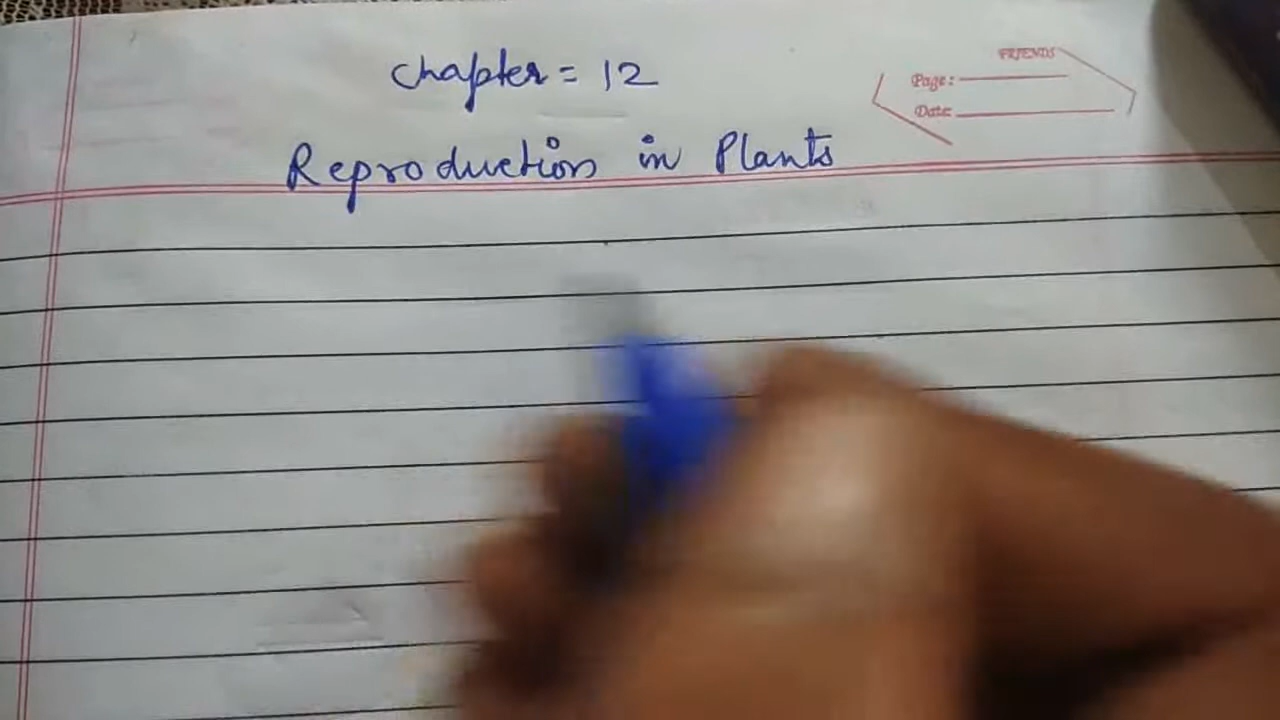 chapter = 12
FRIENDS
Page:
Date:
Reproduction in Plants